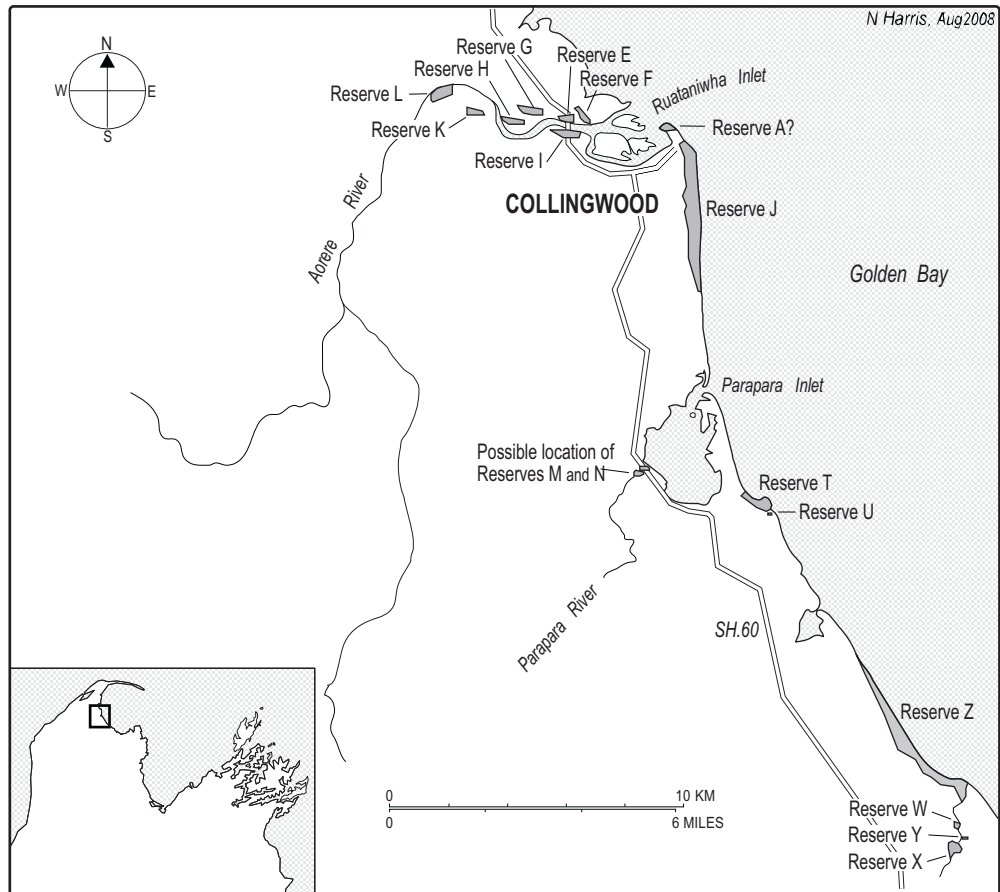 N Harris, Aug2008
N
W
E
S
Reserve G
Reserve E
Reserve H
Reserve F
Reserve L
Ruataniwha Inlet
Reserve K
Reserve A?
Reserve I
COLLINGWOOD
Reserve J
Aorere River
Golden Bay
Parapara Inlet
Possible location of
Reserves M and N
Reserve T
Reserve U
Parapara River
SH.60
Reserve Z
0
10 KM
0
6 MILES
Reserve W
Reserve Y
Reserve X